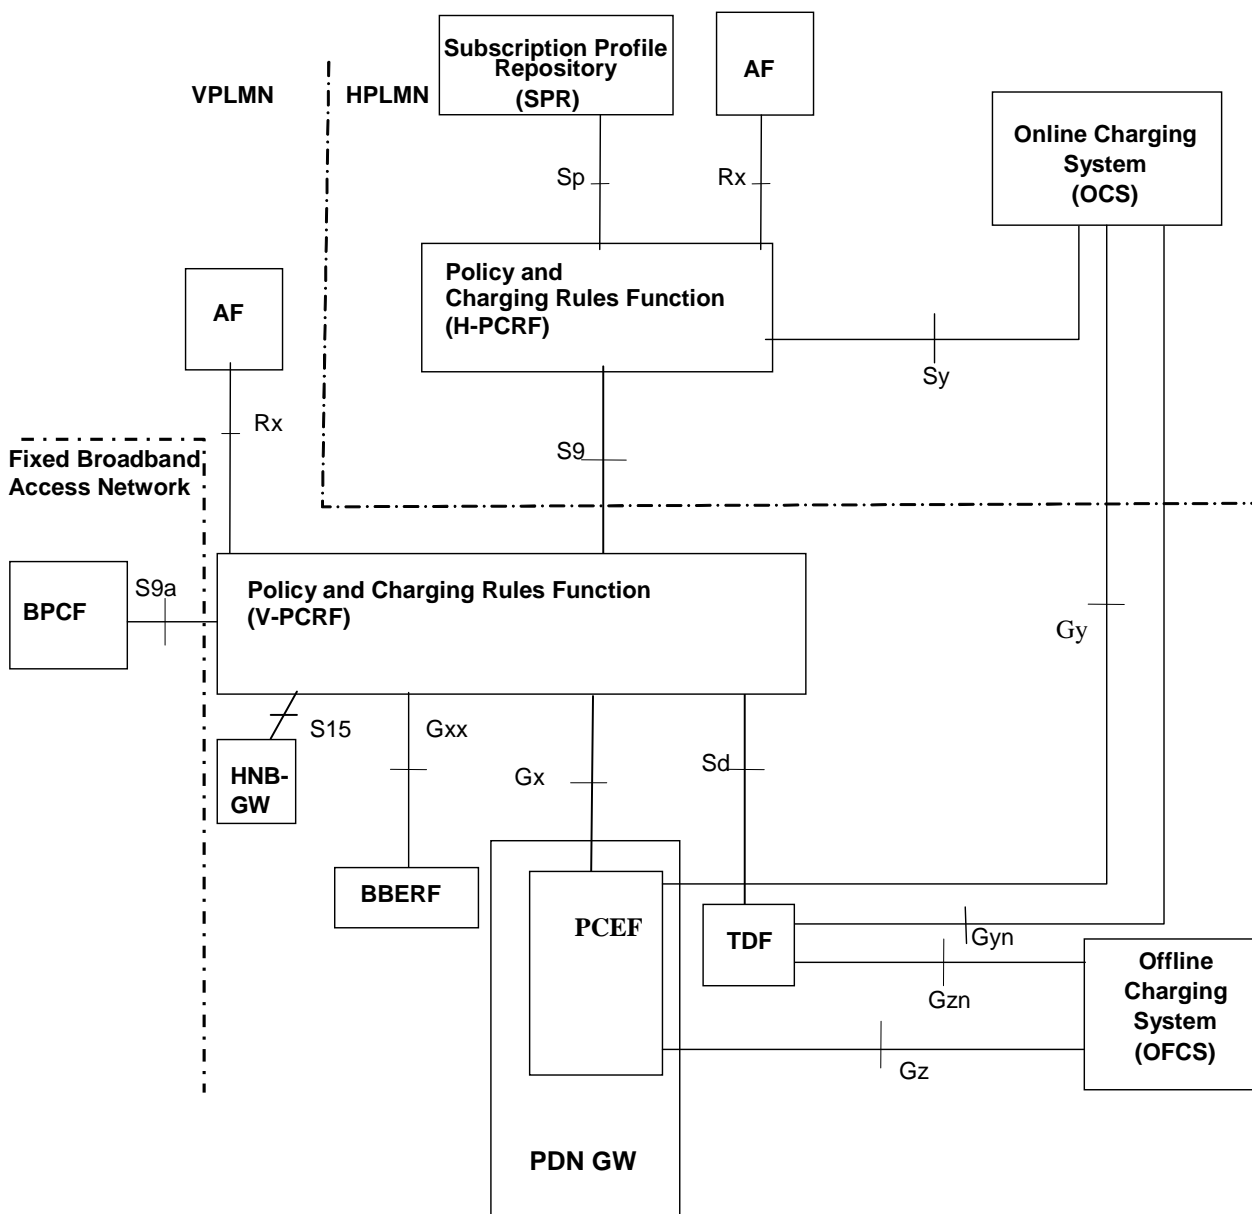 Subscription Profile
Repository
(SPR)
AF
VPLMN
HPLMN
Online Charging
System
(OCS)
Sp
Rx
Policy and
Charging Rules Function
(H-PCRF)
AF
Sy
Rx
S9
Fixed Broadband
Access Network
S9a
BPCF
Policy and Charging Rules Function
(V-PCRF)
Gy
S15
Gxx
Gx
Sd
HNB-
GW
BBERF
PCEF
TDF
Gyn
Gzn
Offline
Charging
System
(OFCS)
Gz
PDN GW